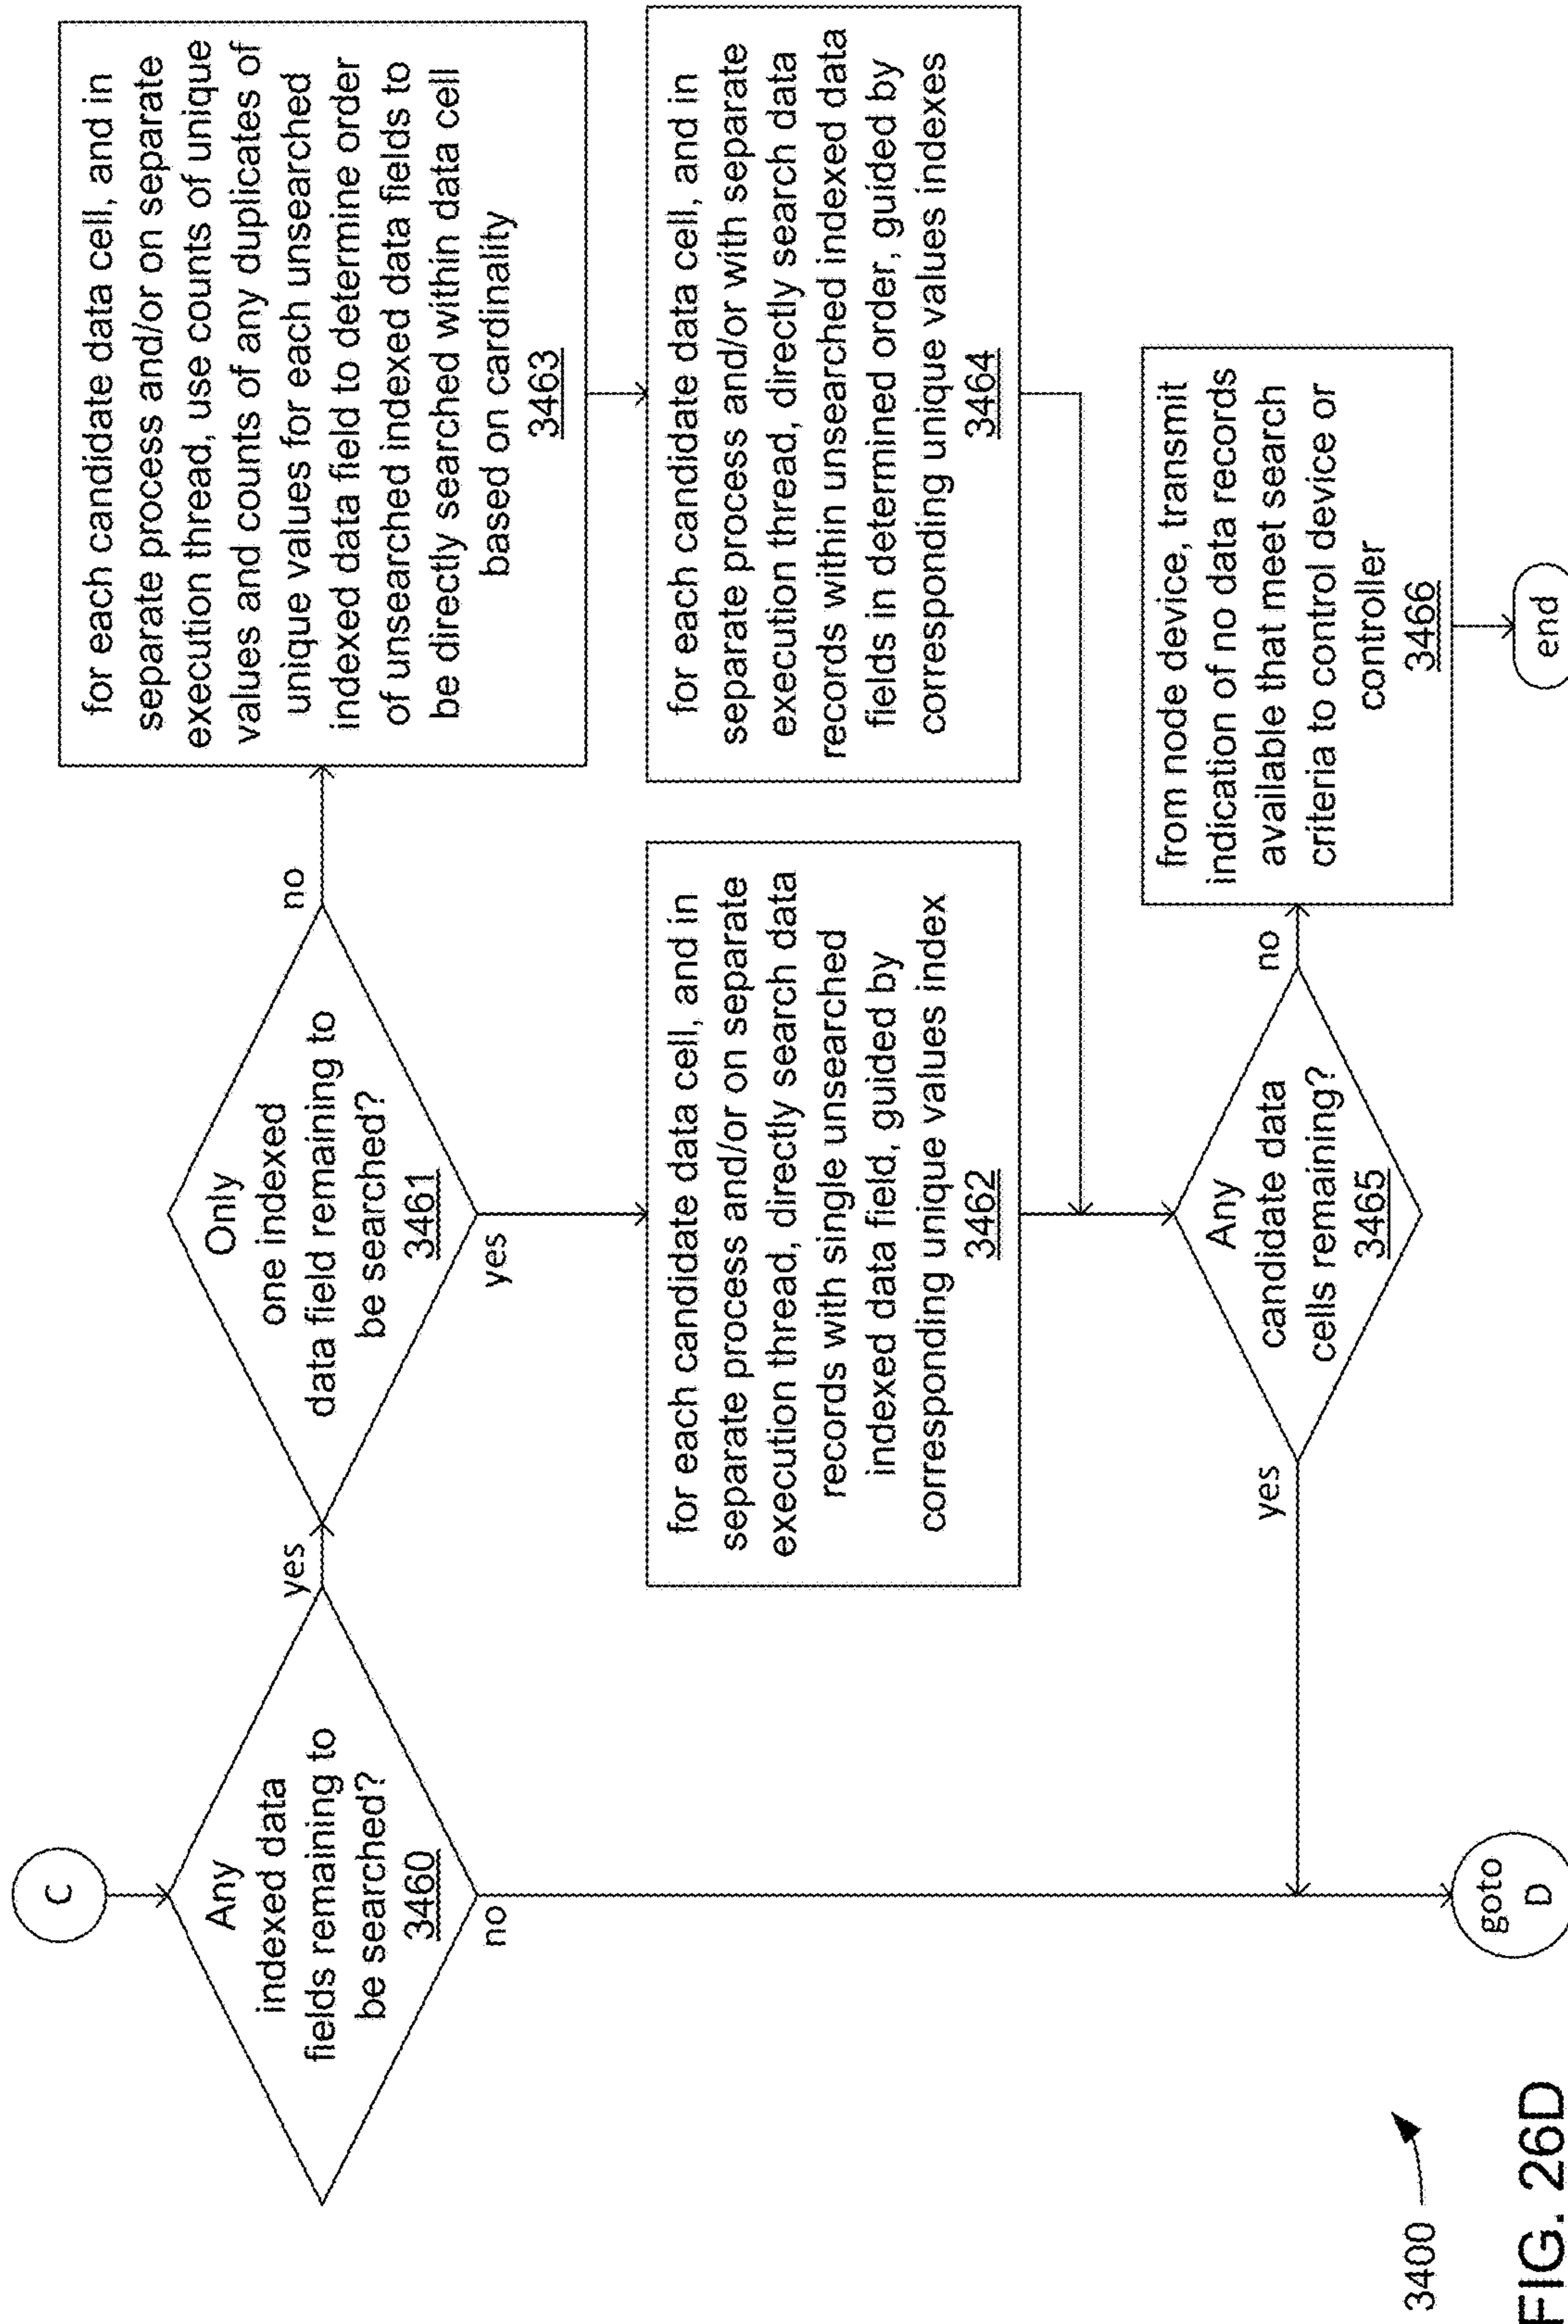 C
Any
indexed data
fields remaining to
be searched?
3460
yes
no
Only
one indexed
data field remaining to
be searched?
3461
no
yes
for each candidate data cell, and in
separate process and/or on separate
execution thread, use counts of unique
values and counts of any duplicates of
unique values for each unsearched
indexed data field to determine order
of unsearched indexed data fields to
be directly searched within data cell
based on cardinality
3463
for each candidate data cell, and in
separate process and/or on separate
execution thread, directly search data
records with single unsearched
indexed data field, guided by
corresponding unique values index
3462
for each candidate data cell, and in
separate process and/or with separate
execution thread, directly search data
records within unsearched indexed data
fields in determined order, guided by
corresponding unique values indexes
3464
Any
candidate data
cells remaining?
3465
yes
no
from node device, transmit
indication of no data records
available that meet search
criteria to control device or
controller
3466
end
goto
D
3400
FIG. 26D